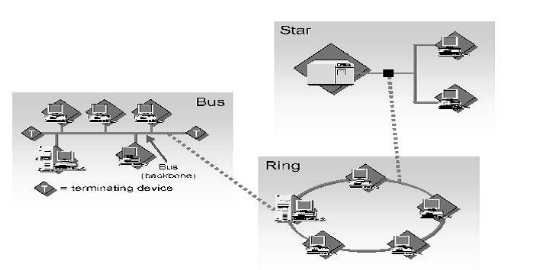 Star
Bus
T
T
Bus
(backbone)
T = terminating device
Ring